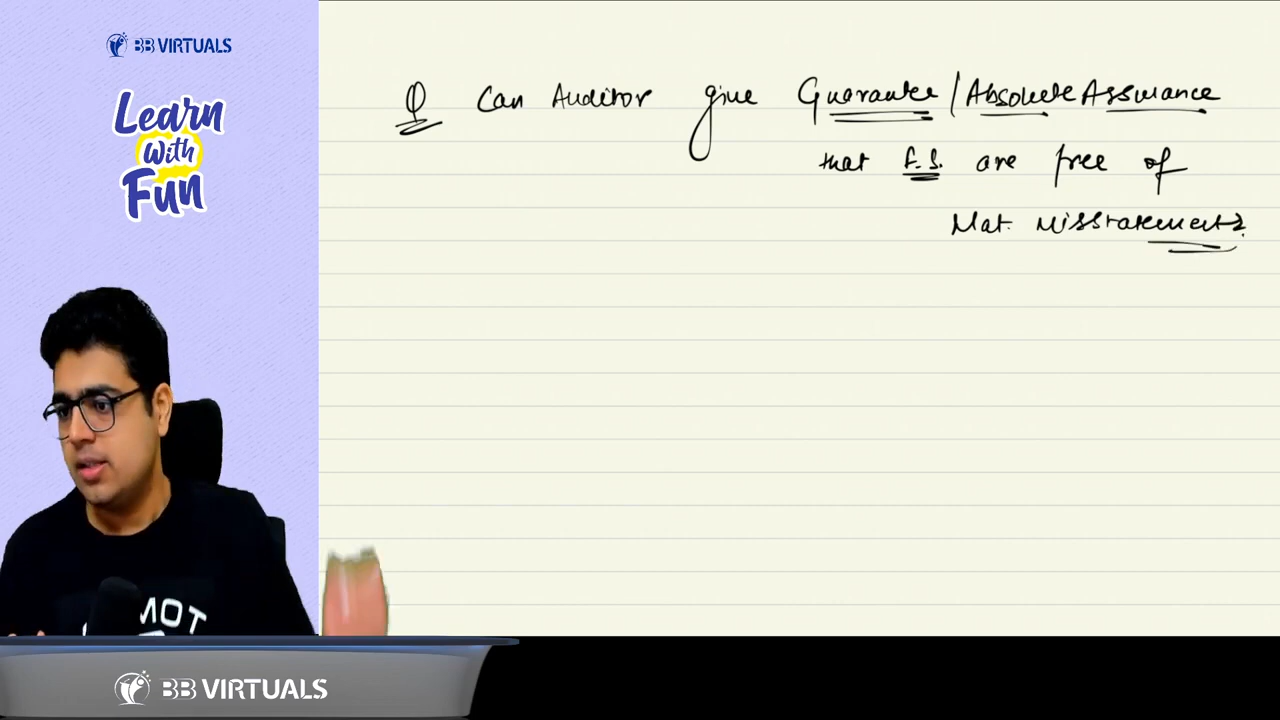 BB VIRTUALS
Learn
With
Fun
Q Can Auditor give Guarantee / Absolute Assurance
that F.S. are free of
Mat. Misstatements.
NOT
BB VIRTUALS